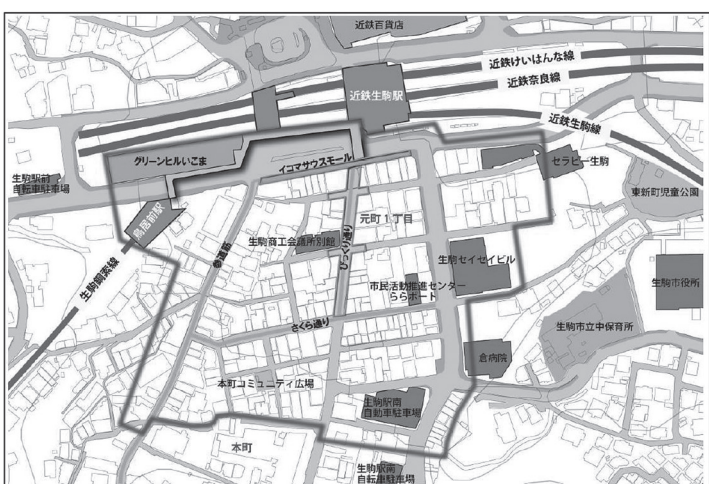 近鉄百貨店
近鉄けいはんな線
近鉄奈良線
近鉄生駒駅
近鉄生駒線
グリーンヒルいこま
イコマサウスモール
セラビー生駒
生駒駅前
自転車駐車場
東新町児童公園
鳥居前駅
元町1丁目
生駒商工会議所別館
ぴっくり通り
参道筋
生駒セイセイビル
生駒鋼索線
市民活動推進センター
ららポート
生駒市役所
さくら通り
生駒市立中保育所
倉病院
本町コミュニティ広場
生駒駅南
自動車駐車場
本町
生駒駅南
自転車駐車場